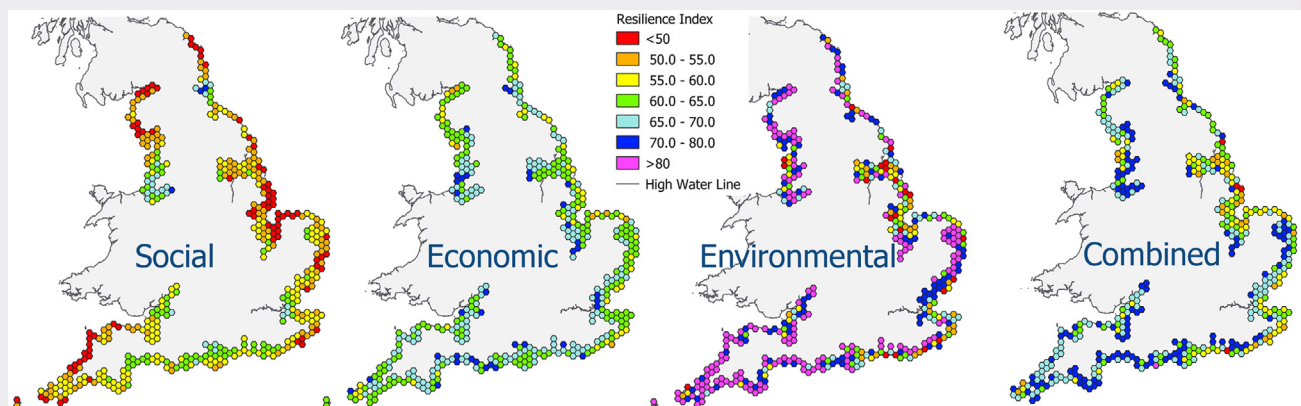 Resilience Index
<50
50.0 - 55.0
55.0 - 60.0
60.0 - 65.0
65.0 - 70.0
70.0 - 80.0
>80
High Water Line
Social
Economic
Environmental
Combined